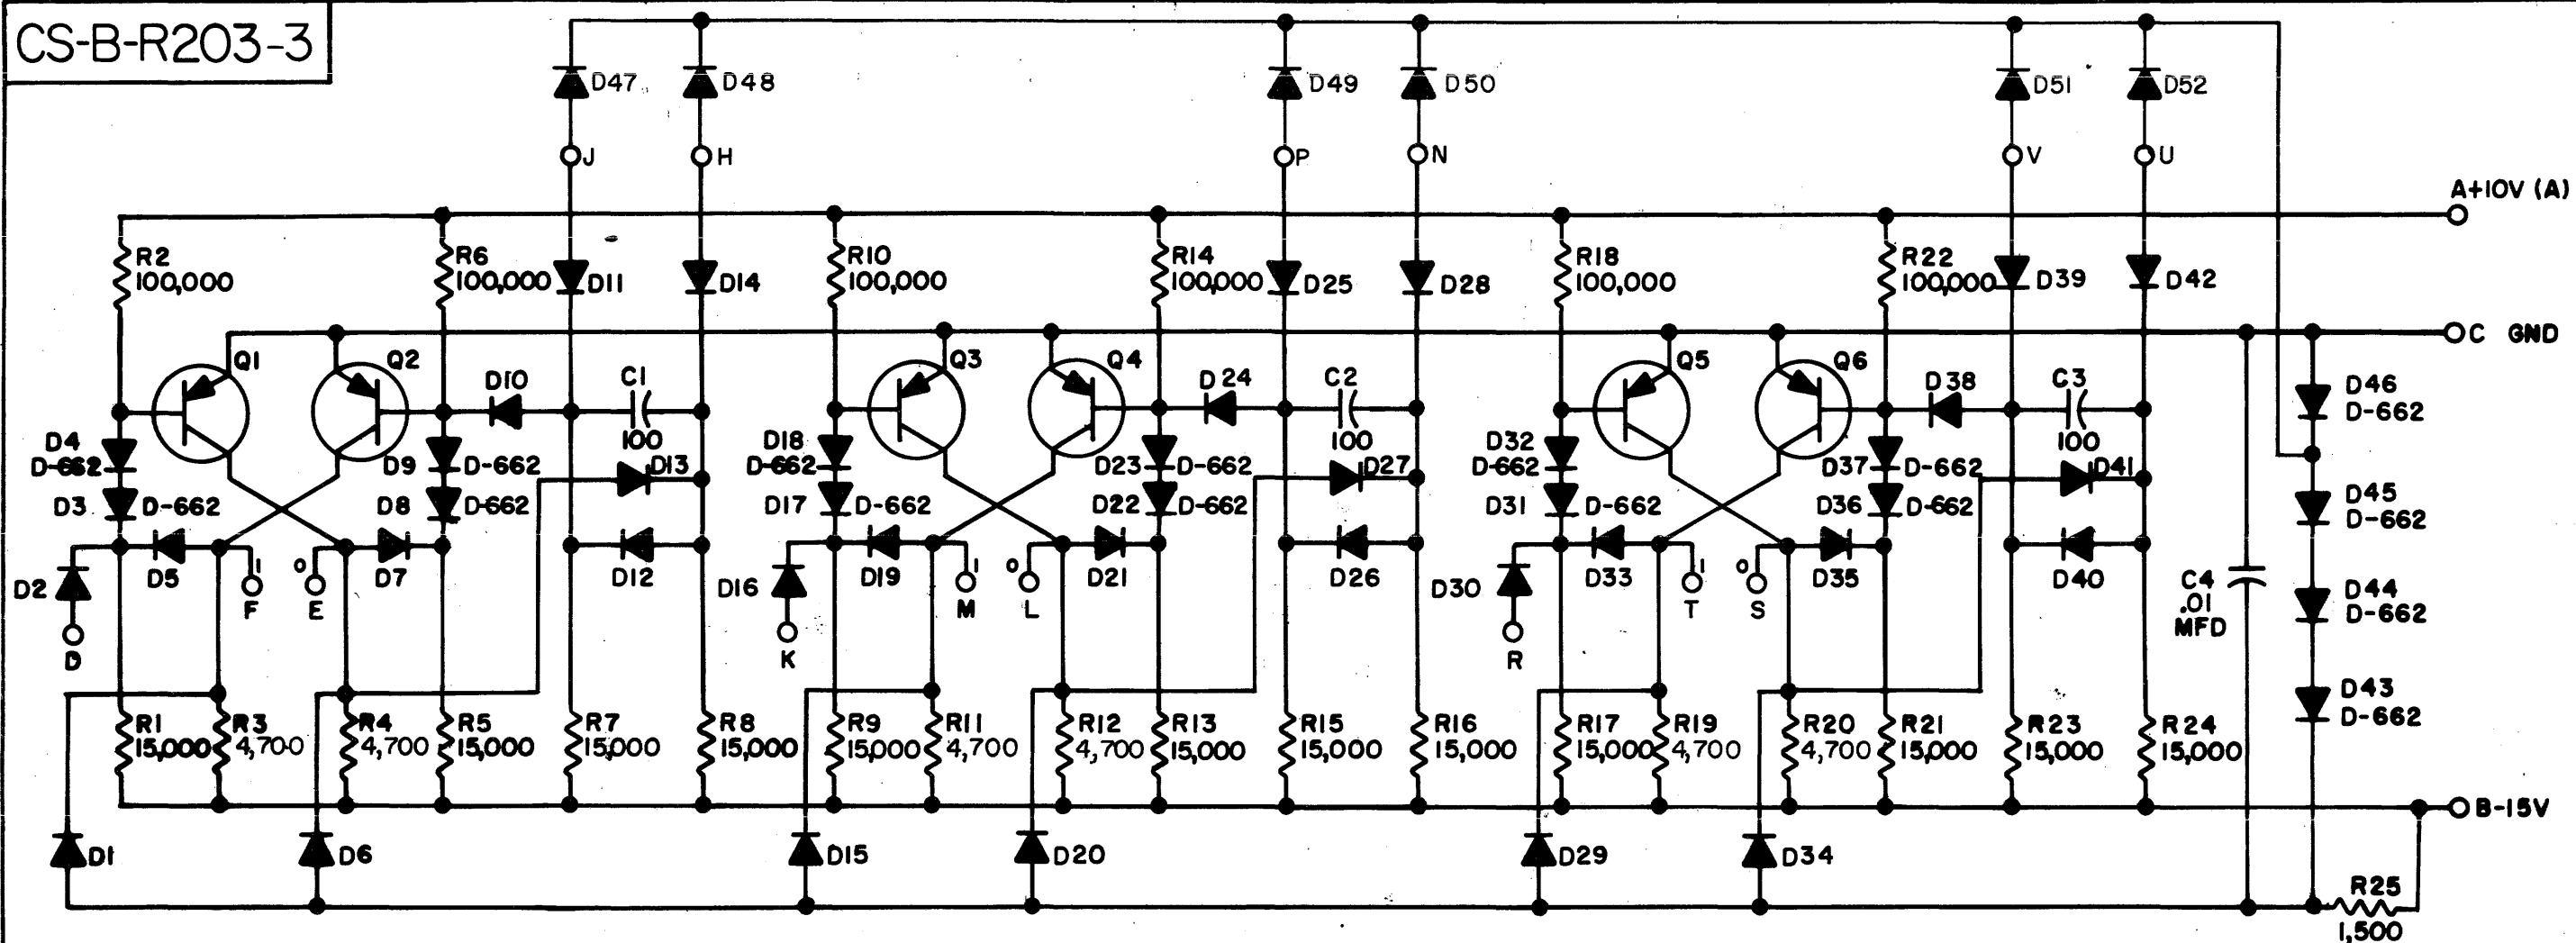 CS-B-R203-3
D47
D48
D49
D50
D51
D52
J
H
P
N
V
U
A+10V (A)
R2
100,000
R6
100,000
D11
D14
R10
100,000
R14
100,000
D25
D28
R18
100,000
R22
100,000
D39
D42
C GND
Q1
Q2
D10
C1
100
Q3
Q4
D24
C2
100
Q5
Q6
D38
C3
100
D46
D-662
D4
D-662
D9
D-662
D13
D18
D-662
D23
D-662
D27
D32
D-662
D37
D-662
D41
D3
D-662
D8
D-662
D17
D-662
D22
D-662
D31
D-662
D36
D-662
D45
D-662
D2
D5
1
0
D7
D12
D16
D19
1
0
D21
D26
D30
D33
1
0
D35
D40
C4
.01
MFD
D44
D-662
D
F
E
K
M
L
R
T
S
D43
D-662
R1
15,000
R3
4,700
R4
4,700
R5
15,000
R7
15,000
R8
15,000
R9
15,000
R11
4,700
R12
4,700
R13
15,000
R15
15,000
R16
15,000
R17
15,000
R19
4,700
R20
4,700
R21
15,000
R23
15,000
R24
15,000
B-15V
D1
D6
D15
D20
D29
D34
R25
1,500